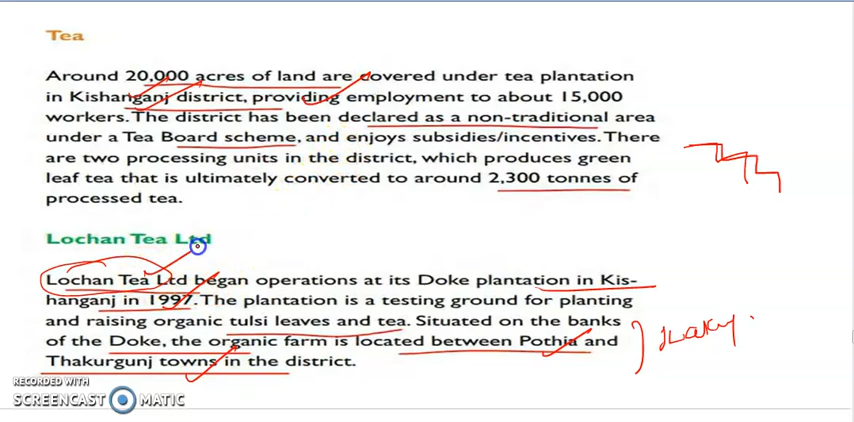 Tea
Around 20,000 acres of land are covered under tea plantation
in Kishanganj district, providing employment to about 15,000
workers. The district has been declared as a non-traditional area
under a Tea Board scheme, and enjoys subsidies/incentives. There
are two processing units in the district, which produces green
leaf tea that is ultimately converted to around 2,300 tonnes of
processed tea.
Lochan Tea Ltd
Lochan Tea Ltd began operations at its Doke plantation in Kis-
hanganj in 1997. The plantation is a testing ground for planting
and raising organic tulsi leaves and tea. Situated on the banks
of the Doke, the organic farm is located between Pothia and
Thakurgunj towns in the district.
RECORDED WITH
SCREENCAST MATIC